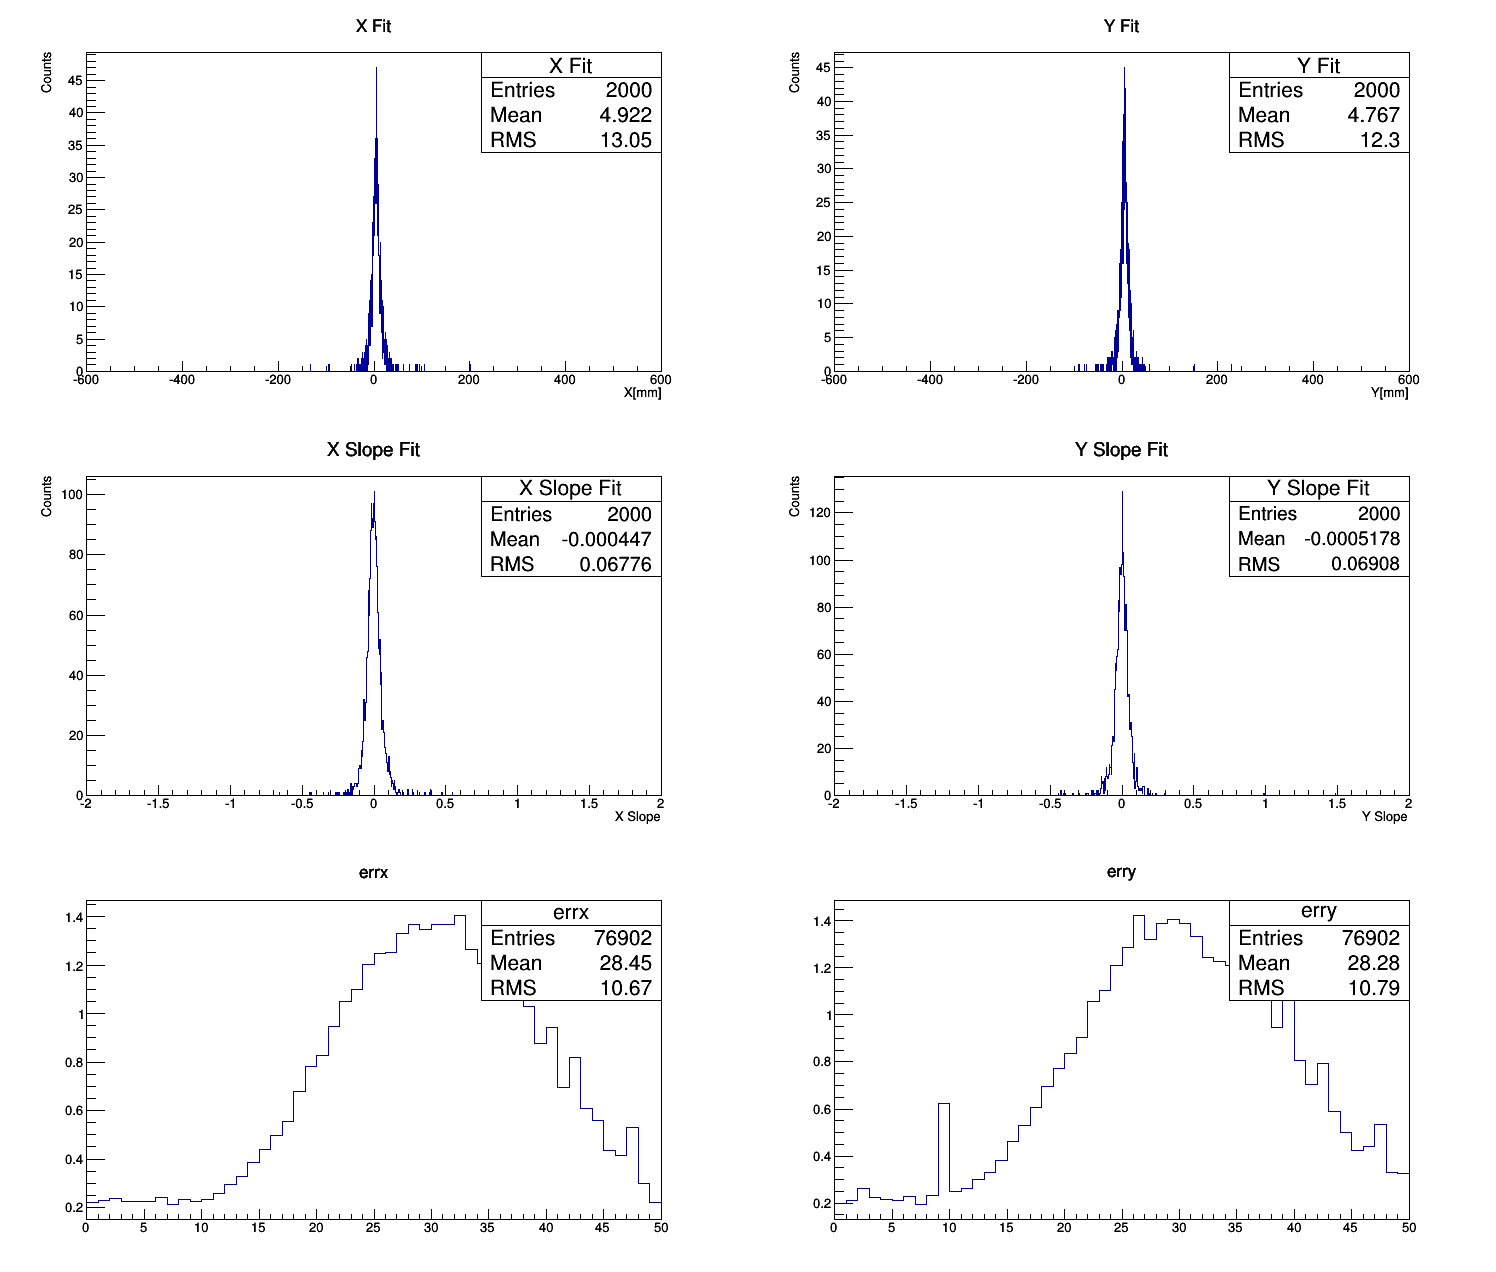 X Fit
Counts
X Fit
Entries 2000
Mean 4.922
RMS 13.05
45
40
35
30
25
20
15
10
5
0
-600 -400 -200 0 200 400 600
X[mm]
Y Fit
Counts
Y Fit
Entries 2000
Mean 4.767
RMS 12.3
45
40
35
30
25
20
15
10
5
0
-600 -400 -200 0 200 400 600
Y[mm]
X Slope Fit
Counts
X Slope Fit
Entries 2000
Mean -0.000447
RMS 0.06776
100
80
60
40
20
0
-2 -1.5 -1 -0.5 0 0.5 1 1.5 2
X Slope
Y Slope Fit
Counts
Y Slope Fit
Entries 2000
Mean -0.0005178
RMS 0.06908
120
100
80
60
40
20
0
-2 -1.5 -1 -0.5 0 0.5 1 1.5 2
Y Slope
errx
errx
Entries 76902
Mean 28.45
RMS 10.67
1.4
1.2
1
0.8
0.6
0.4
0.2
0 5 10 15 20 25 30 35 40 45 50
erry
erry
Entries 76902
Mean 28.28
RMS 10.79
1.4
1.2
1
0.8
0.6
0.4
0.2
0 5 10 15 20 25 30 35 40 45 50